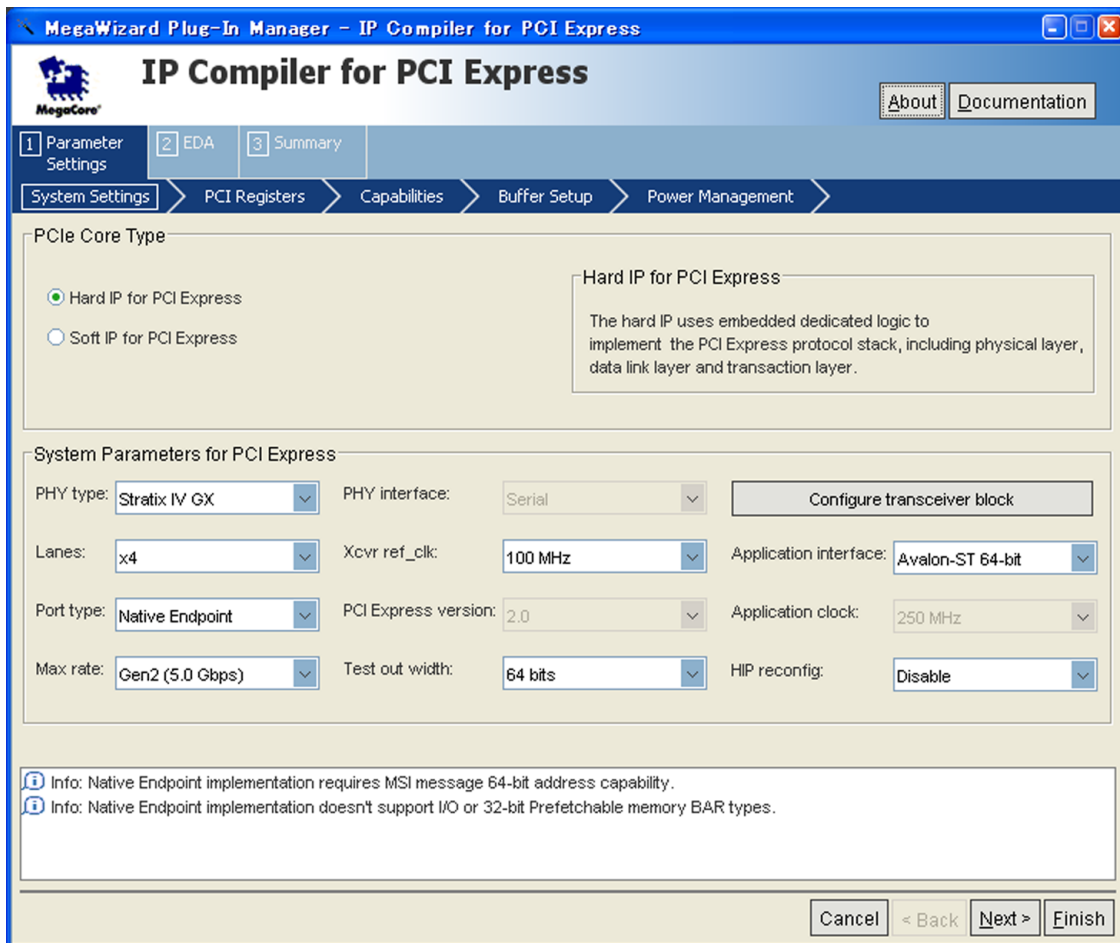 MegaWizard Plug-In Manager - IP Compiler for PCI Express
MegaCore®
IP Compiler for PCI Express
About
Documentation
1 Parameter Settings
2 EDA
3 Summary
System Settings
PCI Registers
Capabilities
Buffer Setup
Power Management
PCIe Core Type
Hard IP for PCI Express
Soft IP for PCI Express
Hard IP for PCI Express
The hard IP uses embedded dedicated logic to
implement the PCI Express protocol stack, including physical layer,
data link layer and transaction layer.
System Parameters for PCI Express
PHY type: Stratix IV GX
PHY interface: Serial
Configure transceiver block
Lanes: x4
Xcvr ref_clk: 100 MHz
Application interface: Avalon-ST 64-bit
Port type: Native Endpoint
PCI Express version: 2.0
Application clock: 250 MHz
Max rate: Gen2 (5.0 Gbps)
Test out width: 64 bits
HIP reconfig: Disable
Info: Native Endpoint implementation requires MSI message 64-bit address capability.
Info: Native Endpoint implementation doesn't support I/O or 32-bit Prefetchable memory BAR types.
Cancel
< Back
Next >
Finish